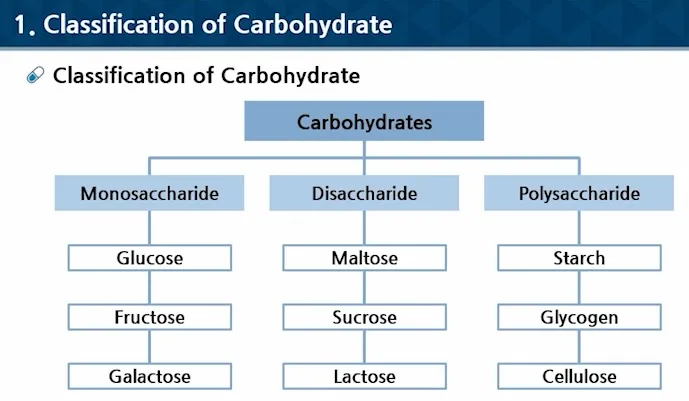 1. Classification of Carbohydrate
Classification of Carbohydrate
Carbohydrates
Monosaccharide
Disaccharide
Polysaccharide
Glucose
Maltose
Starch
Fructose
Sucrose
Glycogen
Galactose
Lactose
Cellulose